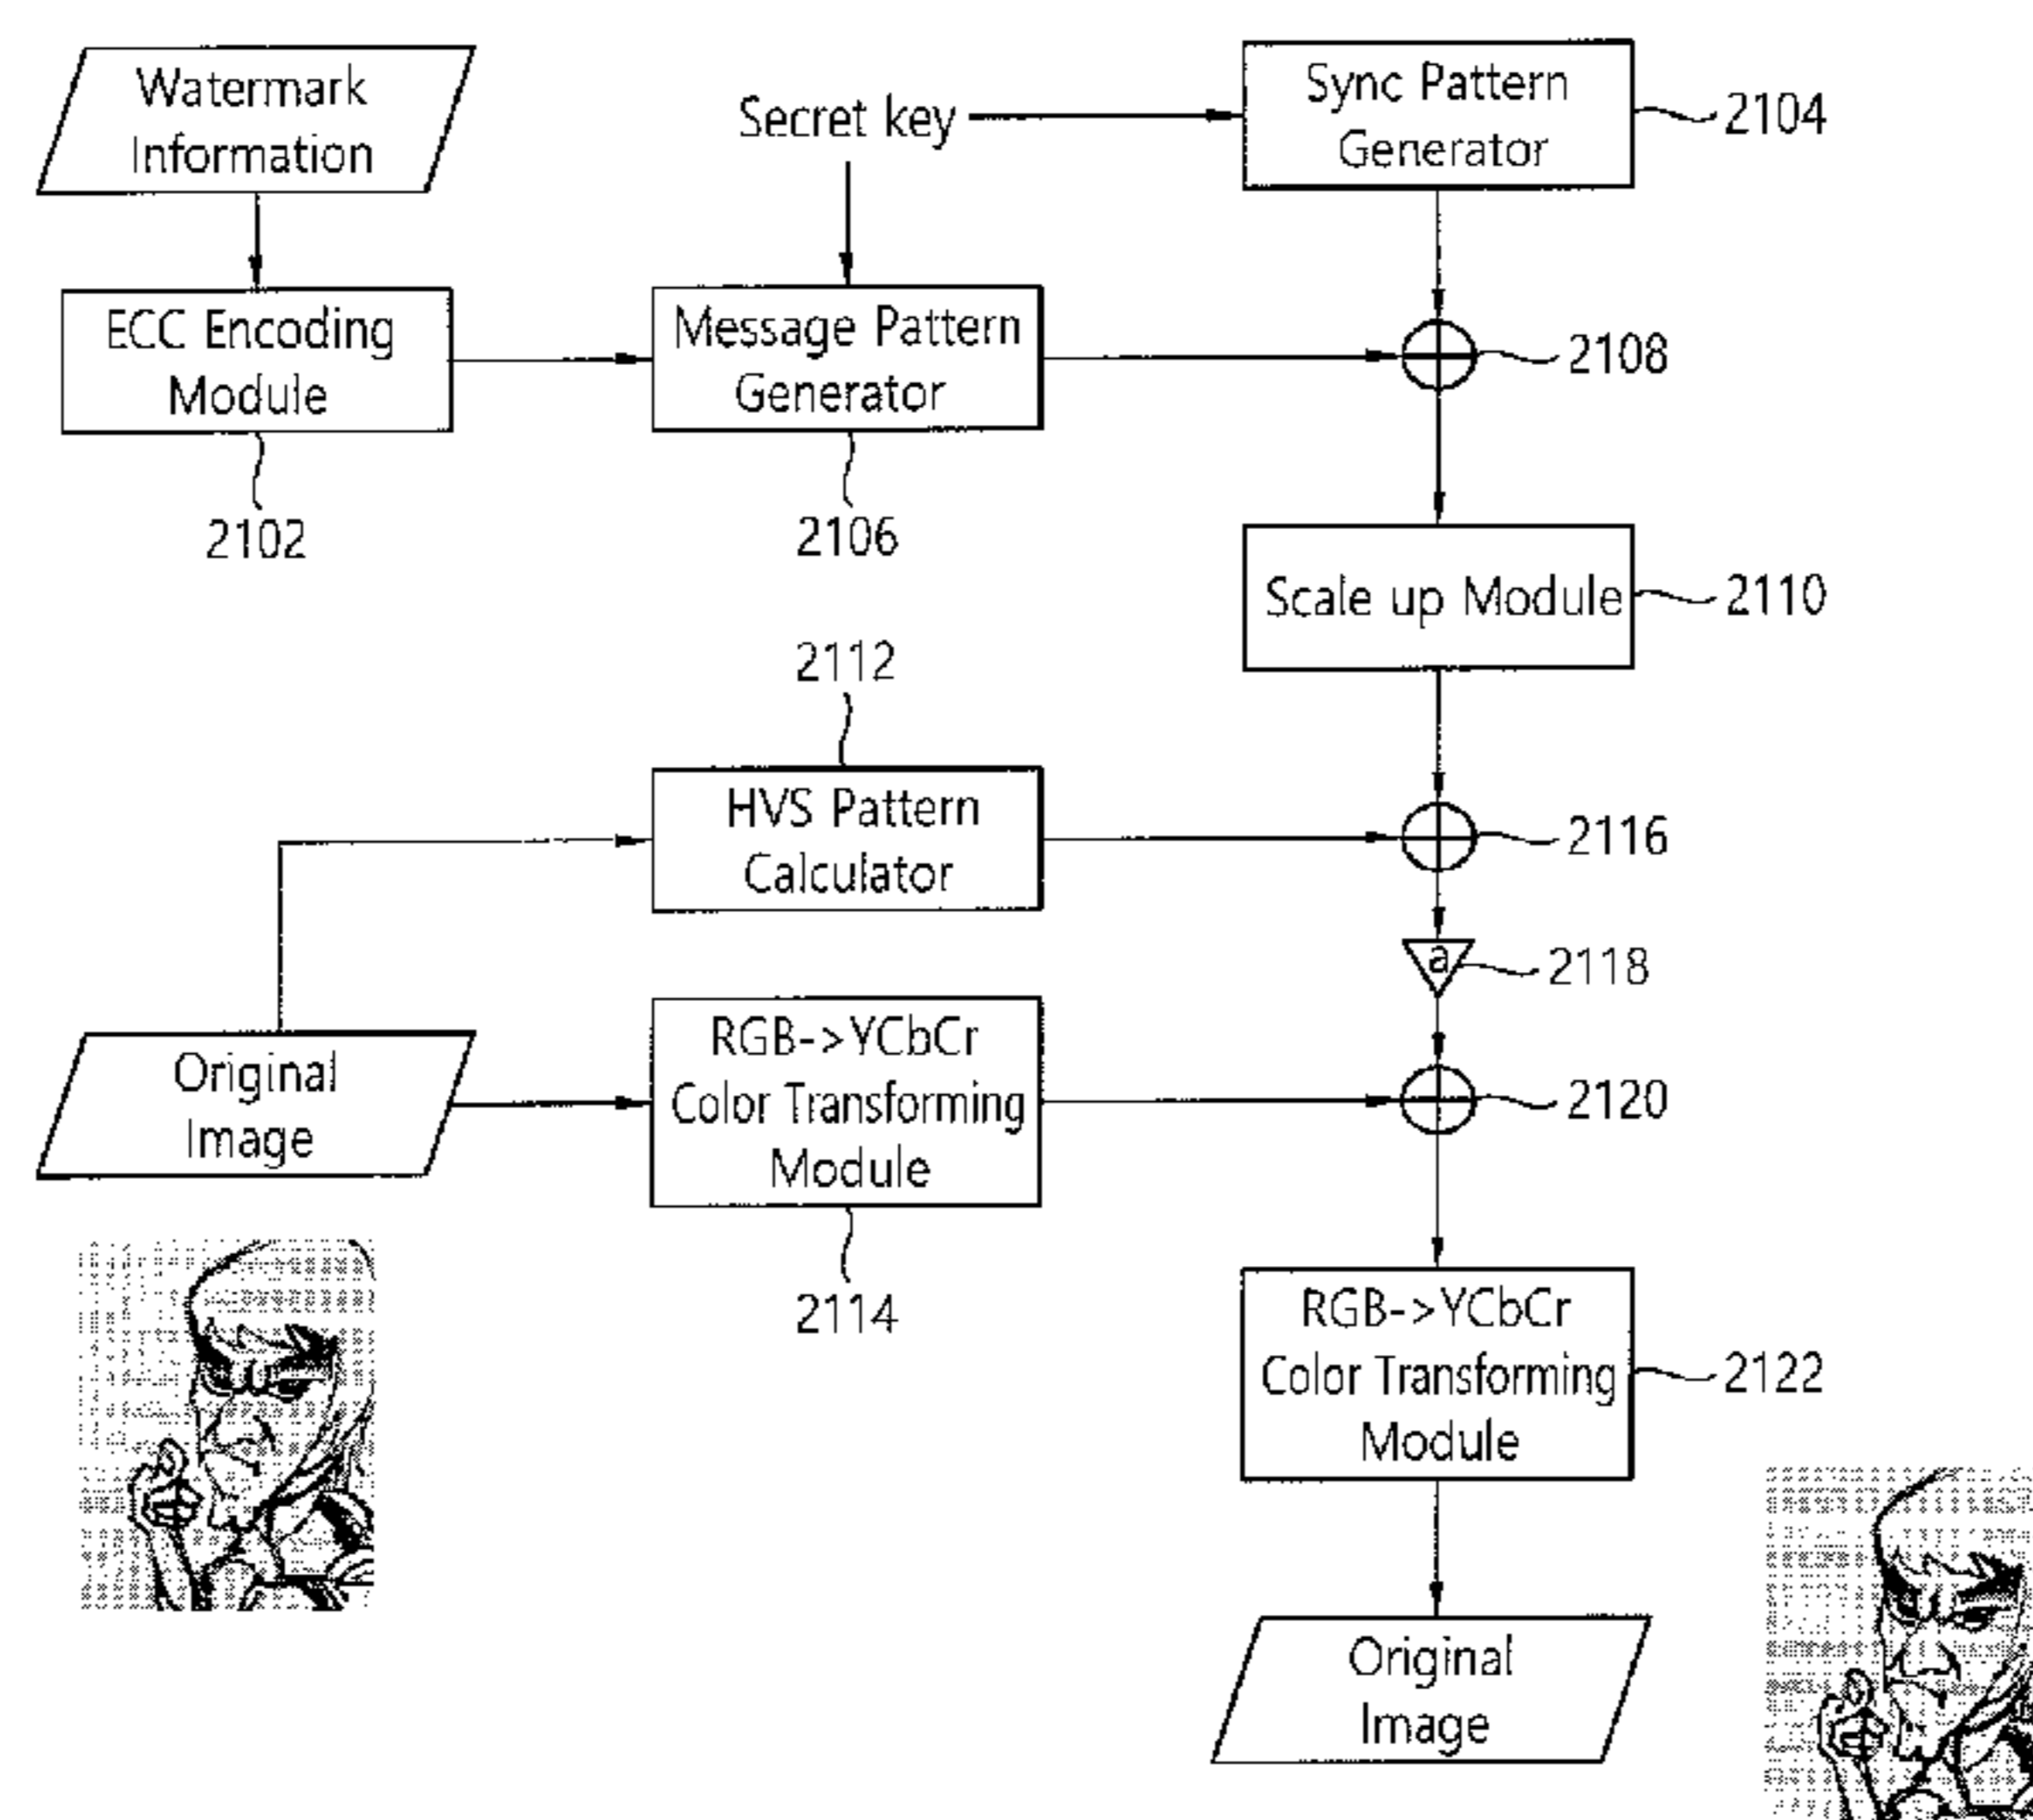 Watermark
Information
Secret key
Sync Pattern
Generator
2104
ECC Encoding
Module
2102
Message Pattern
Generator
2106
2108
Scale up Module
2110
2112
HVS Pattern
Calculator
2116
a
2118
Original
Image
RGB->YCbCr
Color Transforming
Module
2114
2120
RGB->YCbCr
Color Transforming
Module
2122
Original
Image